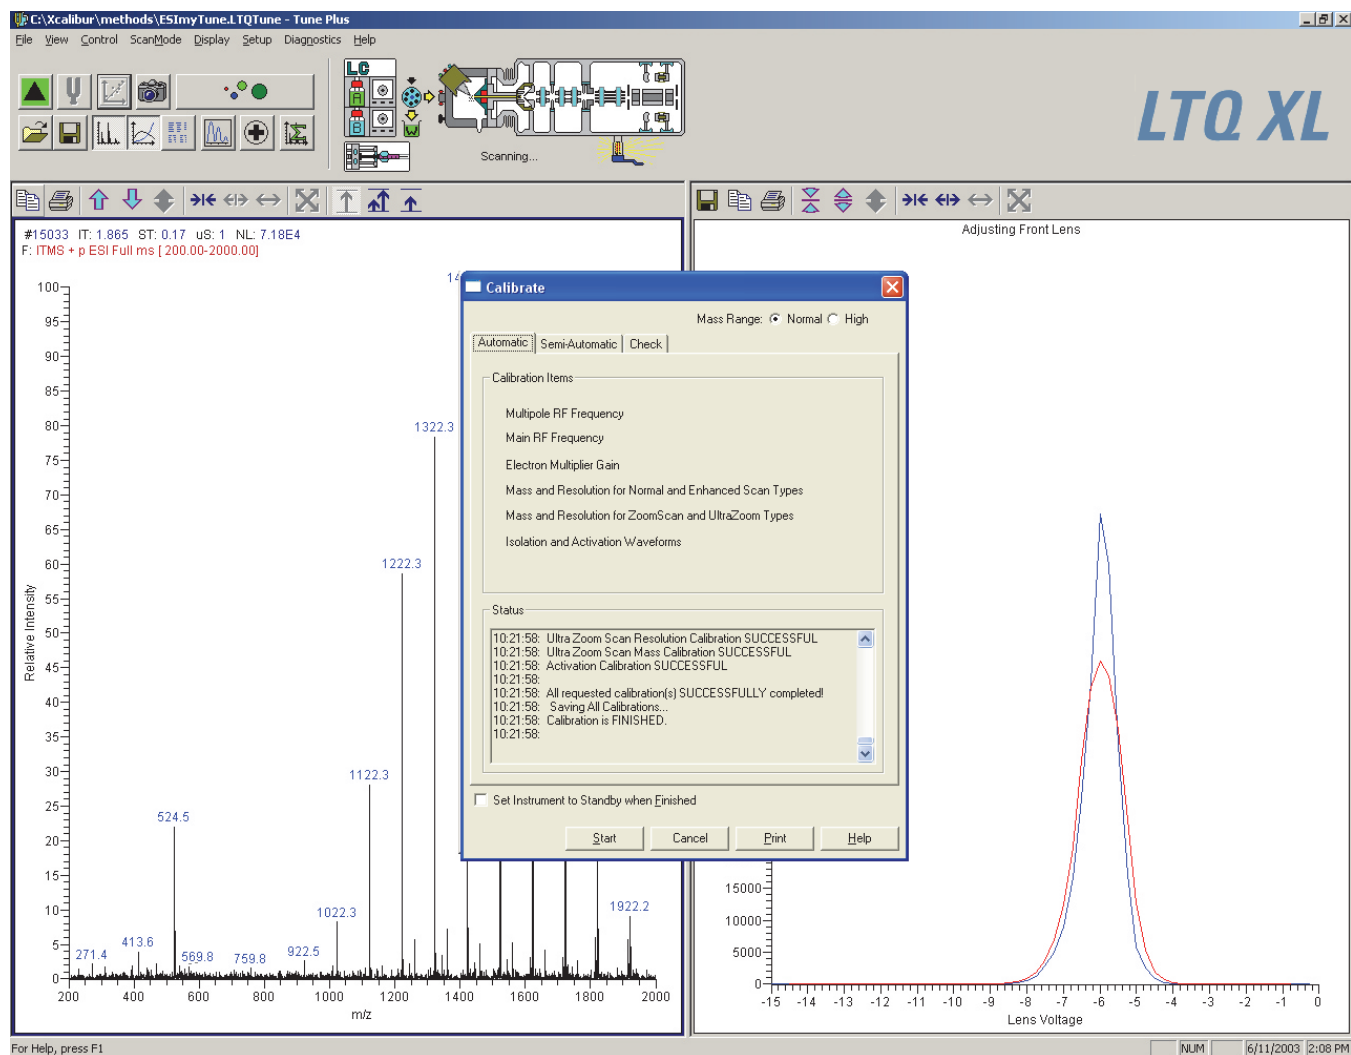 C:\Xcalibur\methods\ESImyTune.LTQTune - Tune Plus
File View Control ScanMode Display Setup Diagnostics Help
LC
A
B
Scanning...
LTQ XL
#15033 IT: 1.865 ST: 0.17 uS: 1 NL: 7.18E4
F: ITMS + p ESI Full ms [ 200.00-2000.00]
Adjusting Front Lens
14
Calibrate
Mass Range: Normal High
Automatic Semi-Automatic Check
Calibration Items
Multipole RF Frequency
Main RF Frequency
Electron Multiplier Gain
Mass and Resolution for Normal and Enhanced Scan Types
Mass and Resolution for ZoomScan and UltraZoom Types
Isolation and Activation Waveforms
Status
10:21:58: Ultra Zoom Scan Resolution Calibration SUCCESSFUL
10:21:58: Ultra Zoom Scan Mass Calibration SUCCESSFUL
10:21:58: Activation Calibration SUCCESSFUL
10:21:58:
10:21:58: All requested calibration(s) SUCCESSFULLY completed!
10:21:58: Saving All Calibrations...
10:21:58: Calibration is FINISHED.
10:21:58:
Set Instrument to Standby when Finished
Start Cancel Print Help
100
95
90
85
80
75
70
65
60
55
50
45
40
35
30
25
20
15
10
5
0
Relative Intensity
1322.3
1222.3
1122.3
524.5
1022.3
1922.2
271.4
413.6
569.8
759.8
922.5
200 400 600 800 1000 1200 1400 1600 1800 2000
m/z
15000
10000
5000
0
-15 -14 -13 -12 -11 -10 -9 -8 -7 -6 -5 -4 -3 -2 -1 0
Lens Voltage
For Help, press F1
NUM 6/11/2003 2:08 PM